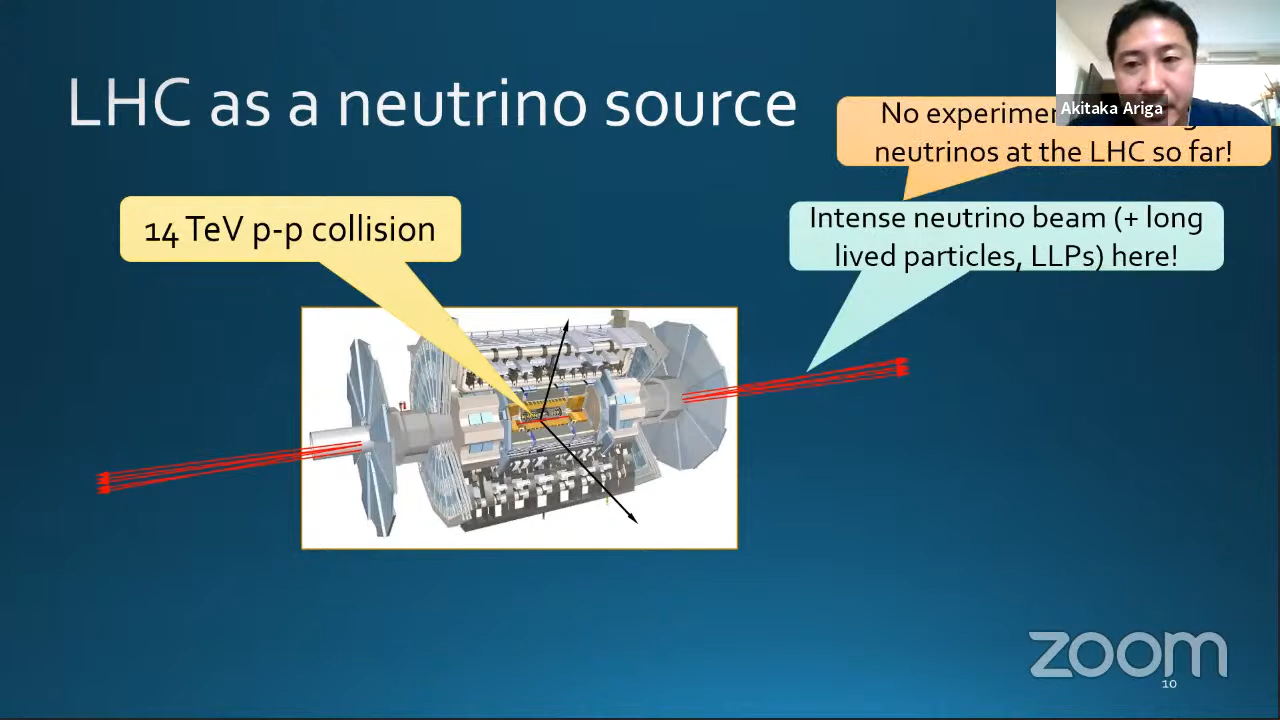 LHC as a neutrino source
Akitaka Ariga
No
neutrinos at the LHC so far!
14 TeV p-p collision
Intense neutrino beam (+ long
lived particles, LLPs) here!
zoom
10